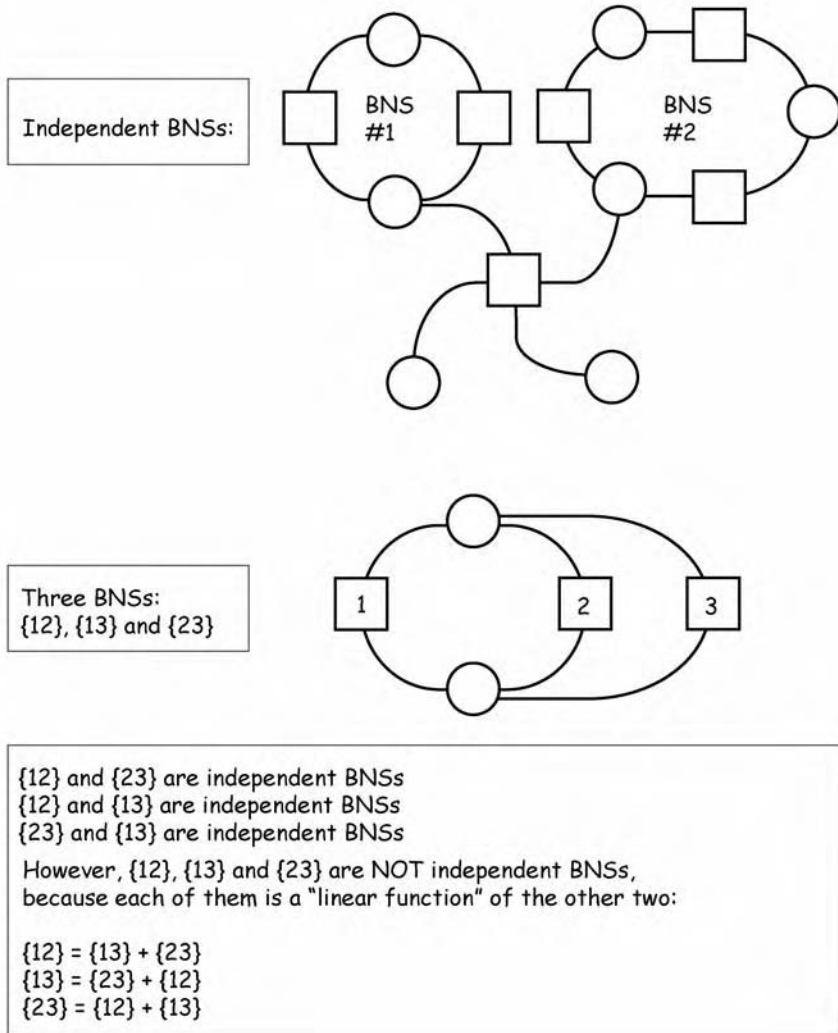 Independent BNSs:
BNS
#1
BNS
#2
Three BNSs:
{12}, {13} and {23}
1
2
3
{12} and {23} are independent BNSs
{12} and {13} are independent BNSs
{23} and {13} are independent BNSs
However, {12}, {13} and {23} are NOT independent BNSs,
because each of them is a “linear function” of the other two:
{12} = {13} + {23}
{13} = {23} + {12}
{23} = {12} + {13}